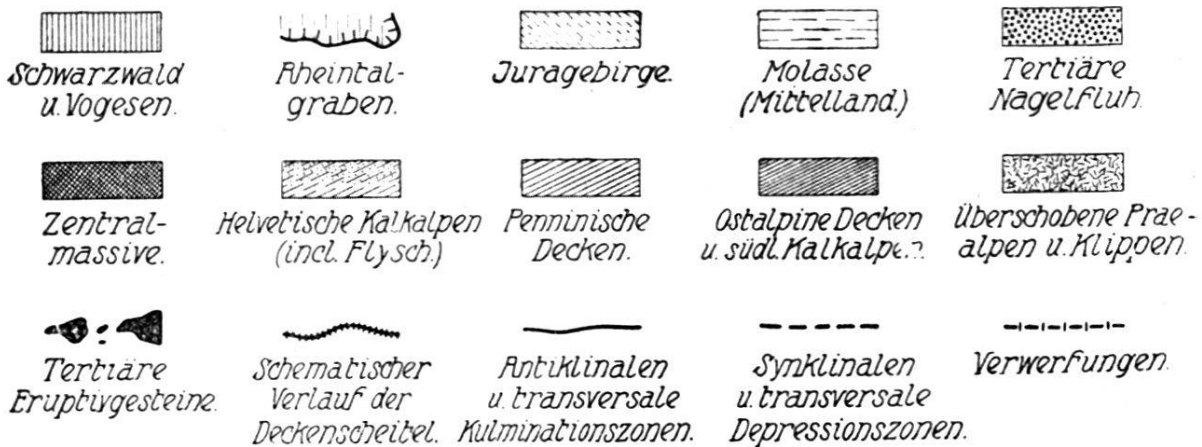 Schwarzwald
u. Vogesen.
Rheintal-
graben.
Juragebirge.
Molasse
(Mittelland.)
Tertiäre
Nagelfluh.
Zentral-
massive.
Helvetische Kalkalpen
(incl. Flysch.)
Penninische
Decken.
Ostalpine Decken
u. südl. Kalkalpen.
Überschobene Prae-
alpen u. Klippen.
Tertiäre
Eruptivgesteine.
Schematischer
Verlauf der
Deckenscheitel.
Antiklinalen
u. transversale
Kulminationszonen.
Synklinalen
u. transversale
Depressionszonen.
Verwerfungen.